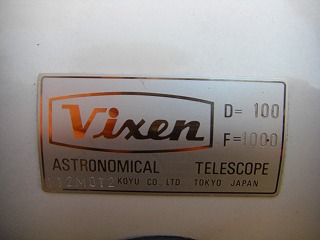 Vixen
D= 100
F=1000
ASTRONOMICAL TELESCOPE
KOYU CO., LTD. TOKYO JAPAN